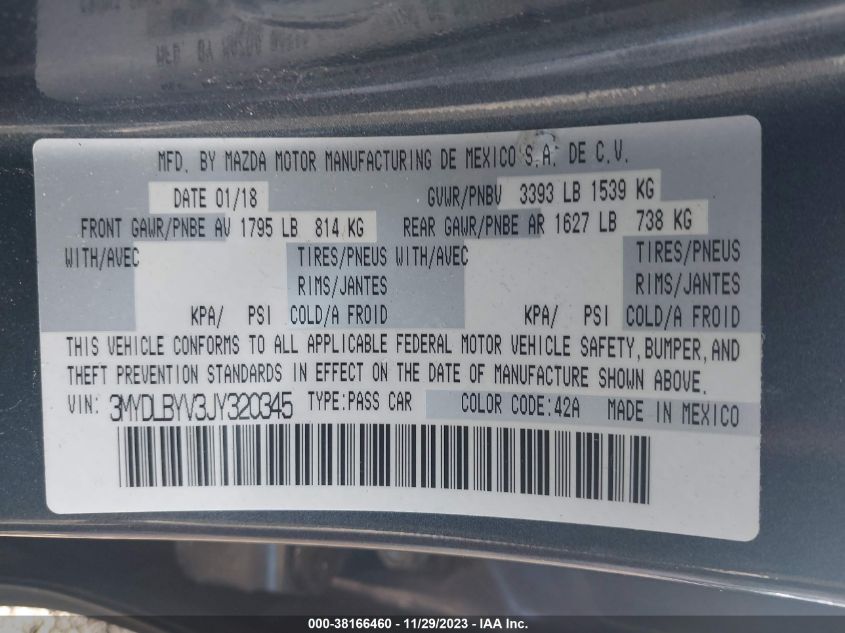 MFD. BY MAZDA MOTOR MANUFACTURING DE MEXICO S.A. DE C.V.
DATE 01/18 GVWR/PNBV 3393 LB 1539 KG
FRONT GAWR/PNBE AV 1795 LB 814 KG REAR GAWR/PNBE AR 1627 LB 738 KG
WITH/AVEC TIRES/PNEUS WITH/AVEC TIRES/PNEUS
RIMS/JANTES RIMS/JANTES
KPA/ PSI COLD/A FROID KPA/ PSI COLD/A FROID
THIS VEHICLE CONFORMS TO ALL APPLICABLE FEDERAL MOTOR VEHICLE SAFETY, BUMPER, AND
THEFT PREVENTION STANDARDS IN EFFECT ON THE DATE OF MANUFACTURE SHOWN ABOVE.
VIN: 3MYDLBYV3JY320345 TYPE:PASS CAR COLOR CODE:42A MADE IN MEXICO
000-38166460 - 11/29/2023 - IAA Inc.